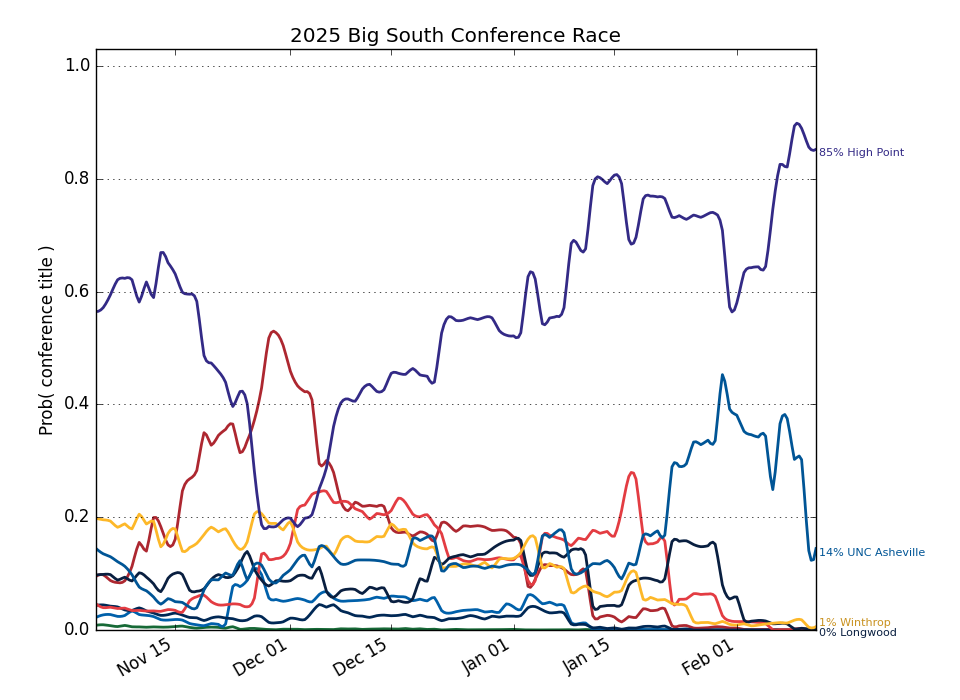 2025 Big South Conference Race
Prob( conference title )
1.0
0.8
0.6
0.4
0.2
0.0
Nov 15
Dec 01
Dec 15
Jan 01
Jan 15
Feb 01
85% High Point
14% UNC Asheville
1% Winthrop
0% Longwood